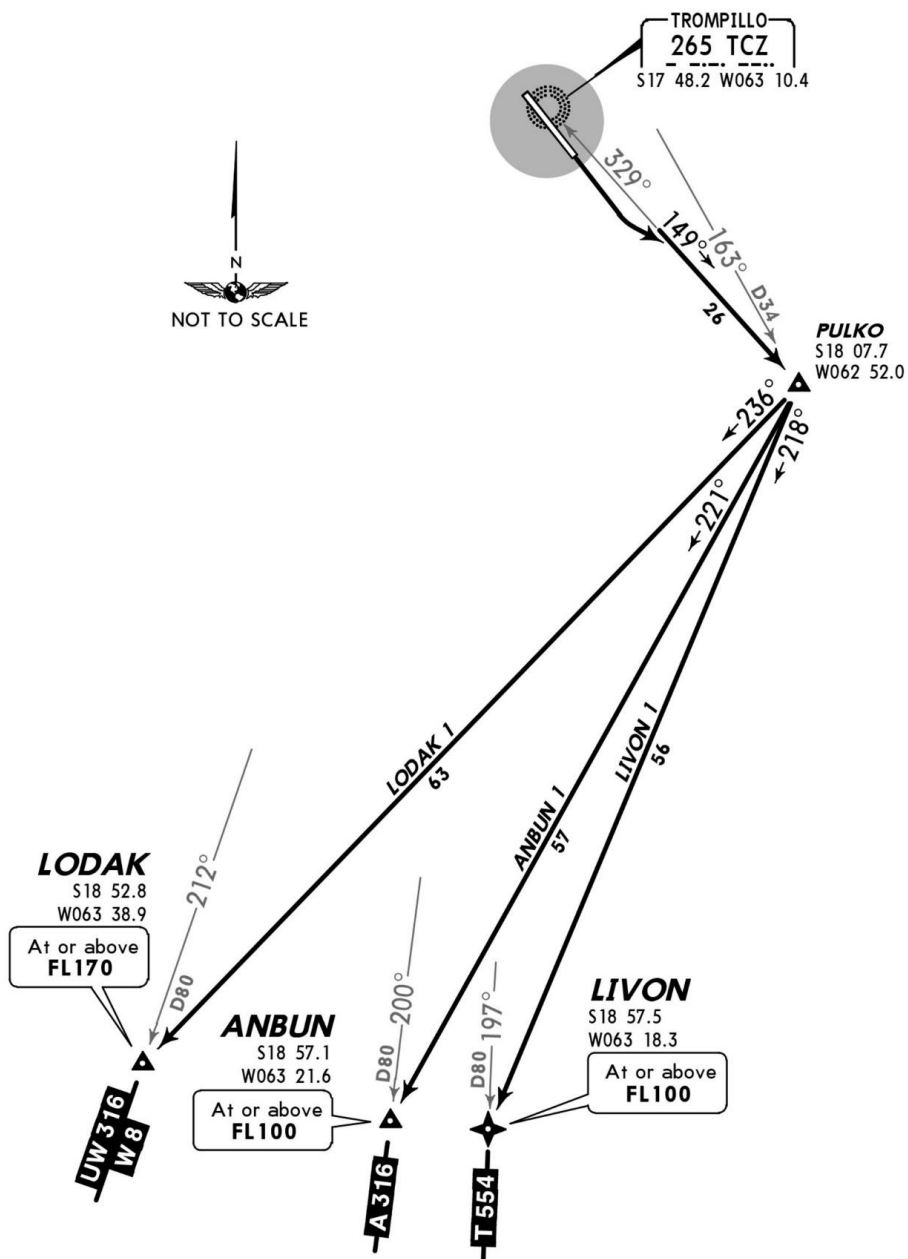 TROMPILLO
265 TCZ
S17 48.2 W063 10.4
329°
149°
163°
D34
26
N
NOT TO SCALE
PULKO
S18 07.7
W062 52.0
236°
218°
221°
LODAK 1
63
ANBUN 1
57
LIVON 1
56
LODAK
S18 52.8
W063 38.9
At or above
FL170
212°
D80
UW 316
W 8
ANBUN
S18 57.1
W063 21.6
At or above
FL100
200°
D80
A 316
LIVON
S18 57.5
W063 18.3
At or above
FL100
197°
D80
T 554